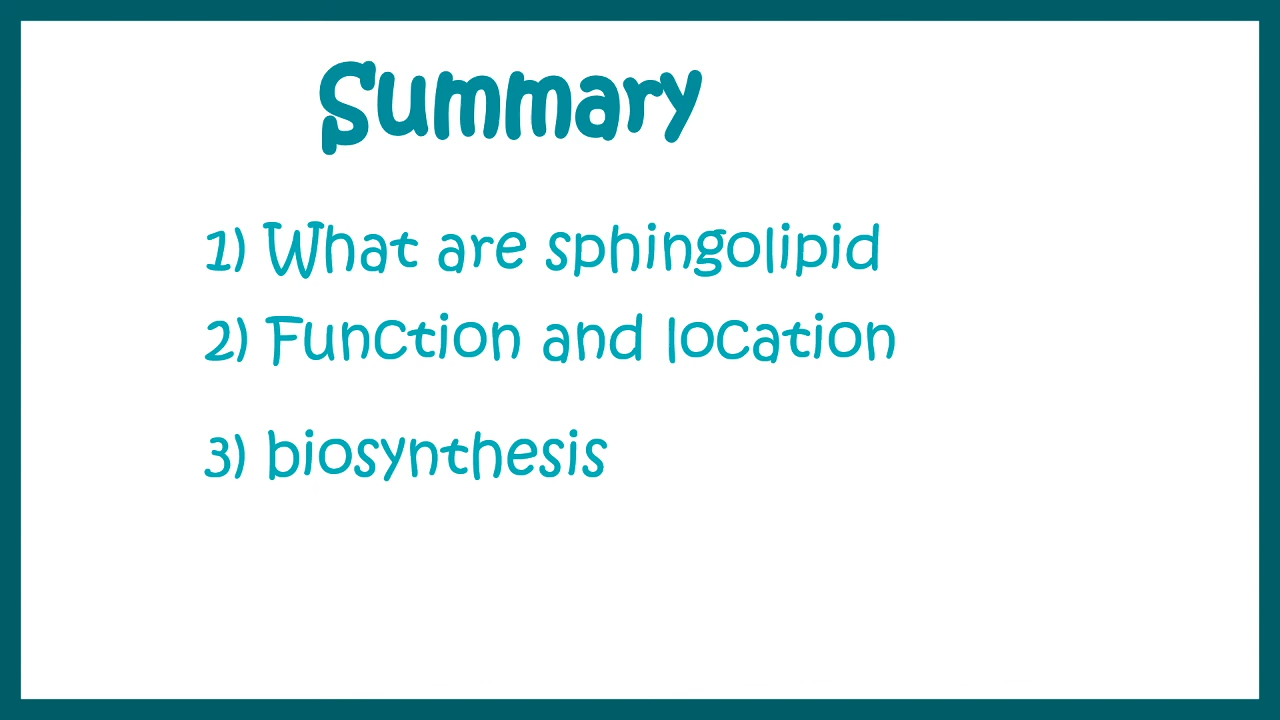 Summary
1) What are sphingolipid
2) Function and location
3) biosynthesis